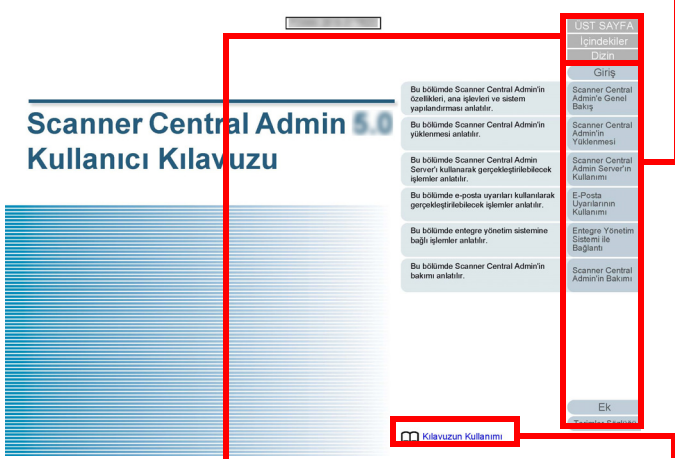 ÜST SAYFA
İçindekiler
Dizin
Giriş
Scanner Central Admin
Kullanıcı Kılavuzu
Bu bölümde Scanner Central Admin'in
özellikleri, ana işlevleri ve sistem
yapılandırması anlatılır.
Scanner Central
Admin'e Genel
Bakış
Bu bölümde Scanner Central Admin'in
yüklenmesi anlatılır.
Scanner Central
Admin'in
Yüklenmesi
Bu bölümde Scanner Central Admin
Server'ı kullanarak gerçekleştirilebilecek
işlemler anlatılır.
Scanner Central
Admin Server'ın
Kullanımı
Bu bölümde e-posta uyarıları kullanılarak
gerçekleştirilebilecek işlemler anlatılır.
E-Posta
Uyarılarının
Kullanımı
Bu bölümde entegre yönetim sistemine
bağlı işlemler anlatılır.
Entegre Yönetim
Sistemi ile
Bağlantı
Bu bölümde Scanner Central Admin'in
bakımı anlatılır.
Scanner Central
Admin'in Bakımı
Ek
Kılavuzun Kullanımı